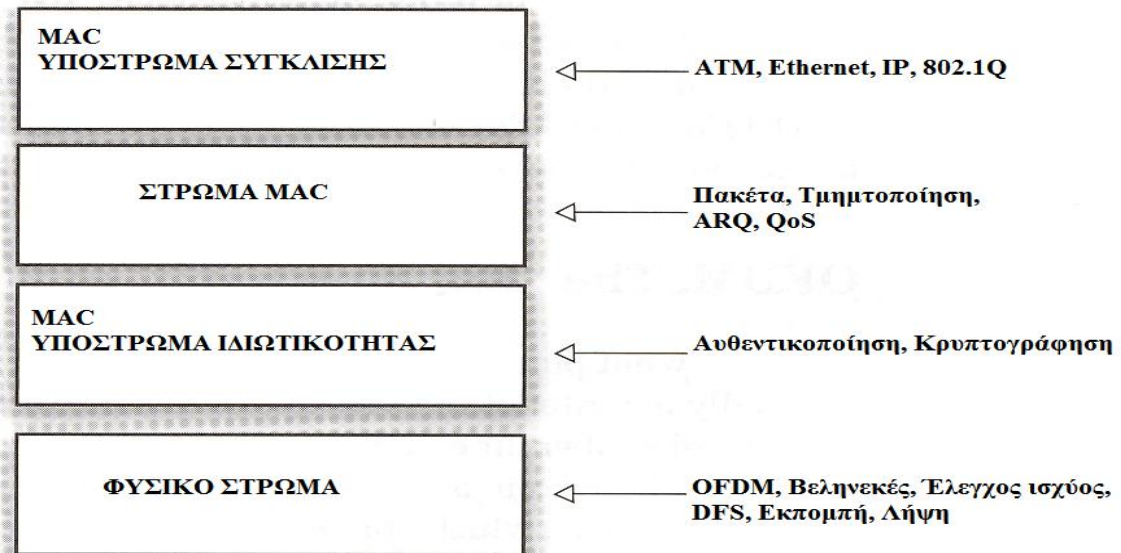 MAC
ΥΠΟΣΤΡΩΜΑ ΣΥΓΚΛΙΣΗΣ
ATM, Ethernet, IP, 802.1Q
ΣΤΡΩΜΑ MAC
Πακέτα, Τμημτοποίηση,
ARQ, QoS
MAC
ΥΠΟΣΤΡΩΜΑ ΙΔΙΩΤΙΚΟΤΗΤΑΣ
Αυθεντικοποίηση, Κρυπτογράφηση
ΦΥΣΙΚΟ ΣΤΡΩΜΑ
OFDM, Βεληνεκές, Έλεγχος ισχύος,
DFS, Εκπομπή, Λήψη